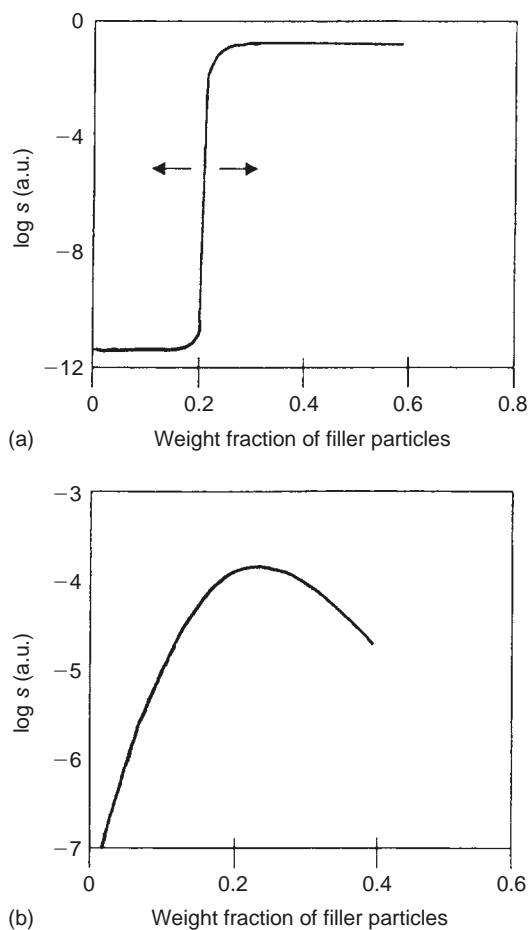 0
−4
−8
−12
log s (a.u.)
0 0.2 0.4 0.6 0.8
(a) Weight fraction of filler particles
−3
−4
−5
−6
−7
log s (a.u.)
0 0.2 0.4 0.6
(b) Weight fraction of filler particles